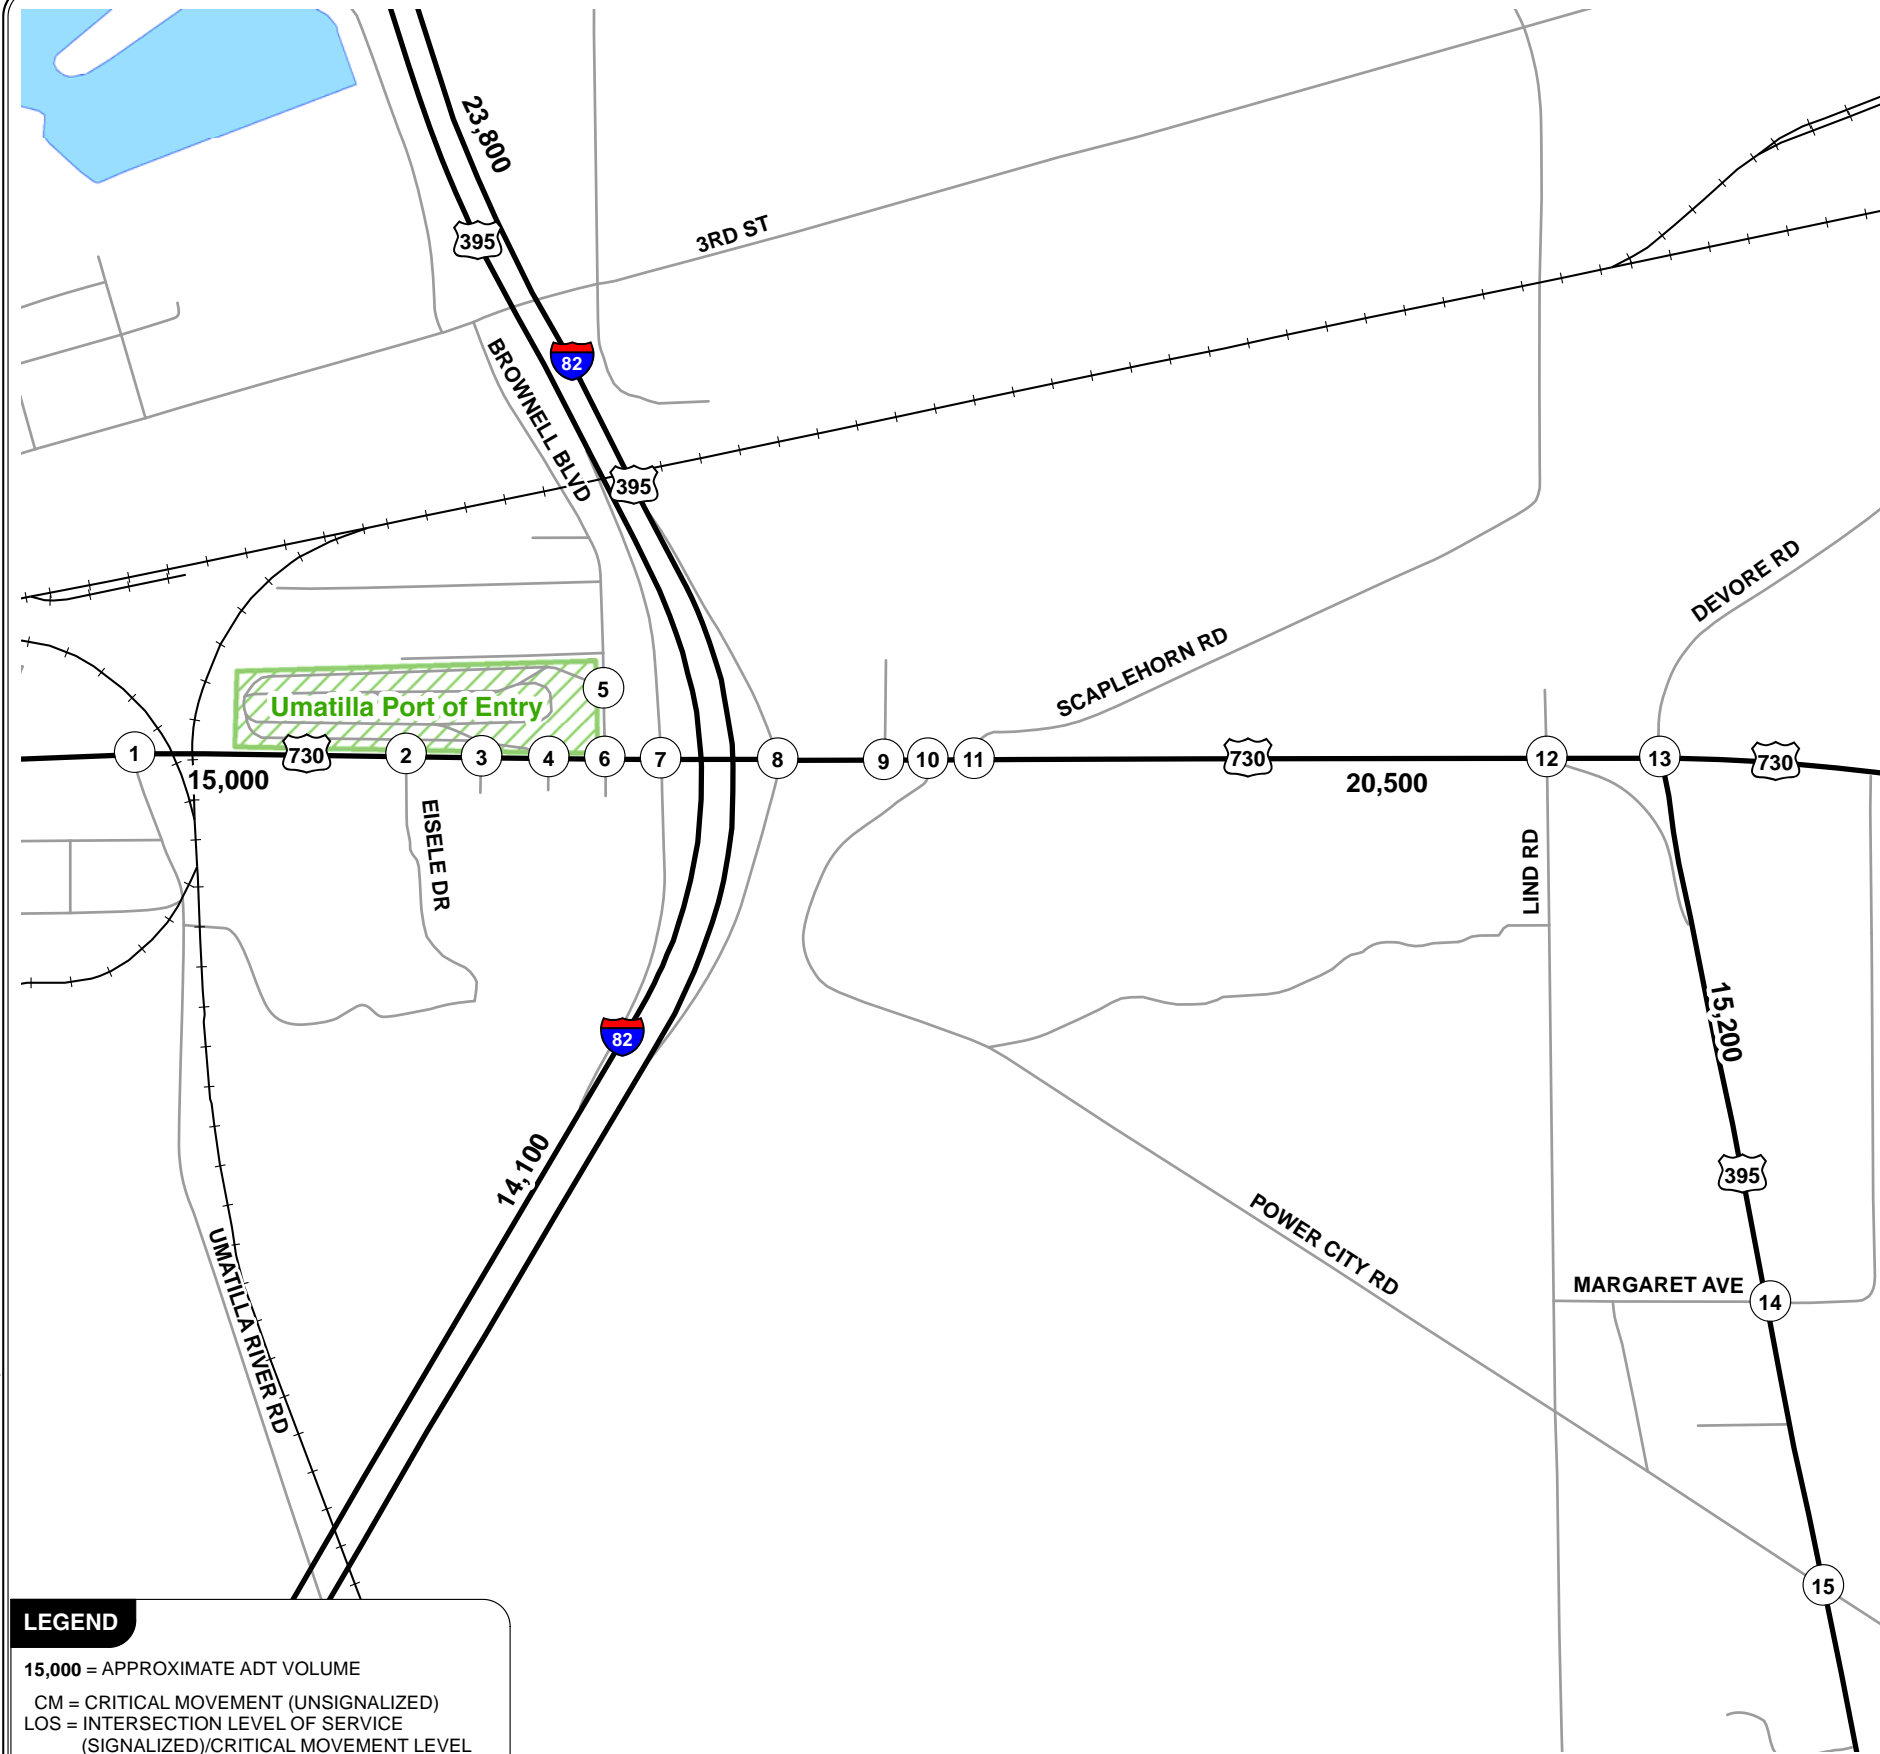 23,800
395
3RD ST
82
BROWNELL BLVD
395
DEVORE RD
SCAPLEHORN RD
5
Umatilla Port of Entry
1
730
2
3
4
6
7
8
9
10
11
730
12
13
730
15,000
20,500
EISELE DR
LIND RD
15,200
82
14,100
395
POWER CITY RD
MARGARET AVE
14
UMATILLA RIVER RD
15
LEGEND
15,000 = APPROXIMATE ADT VOLUME
CM = CRITICAL MOVEMENT (UNSIGNALIZED)
LOS = INTERSECTION LEVEL OF SERVICE
(SIGNALIZED)/CRITICAL MOVEMENT LEVEL